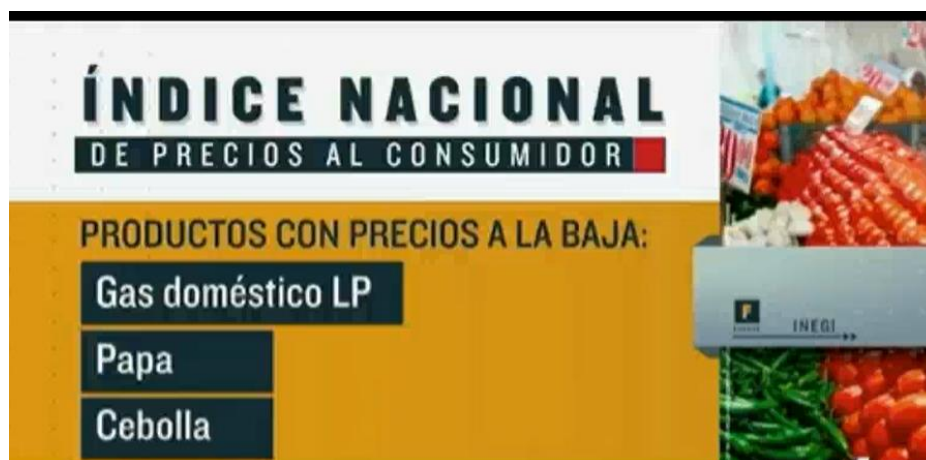 ÍNDICE NACIONAL
DE PRECIOS AL CONSUMIDOR
PRODUCTOS CON PRECIOS A LA BAJA:
Gas doméstico LP
Papa
Cebolla
F
INEGI